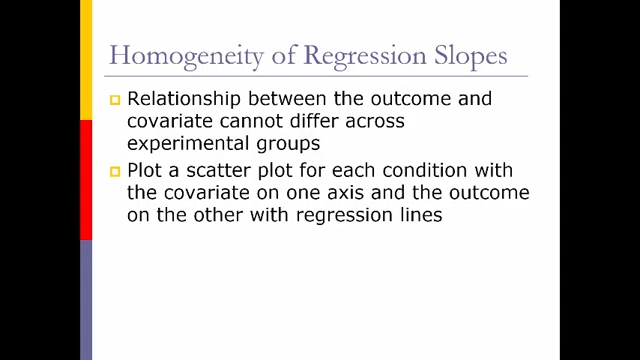 Homogeneity of Regression Slopes
Relationship between the outcome and
covariate cannot differ across
experimental groups
Plot a scatter plot for each condition with
the covariate on one axis and the outcome
on the other with regression lines